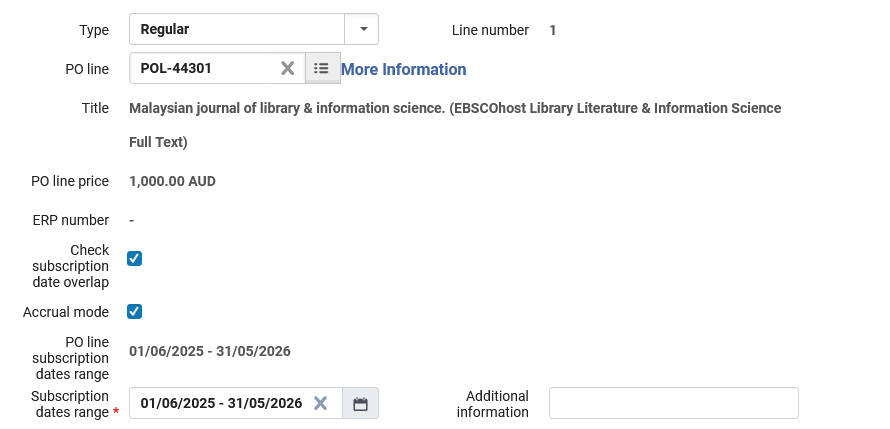 Type Regular Line number 1
PO line POL-44301 More Information
Title Malaysian journal of library & information science. (EBSCOhost Library Literature & Information Science
Full Text)
PO line price 1,000.00 AUD
ERP number -
Check
subscription
date overlap
Accrual mode
PO line
subscription 01/06/2025 - 31/05/2026
dates range
Subscription
dates range * 01/06/2025 - 31/05/2026
Additional
information